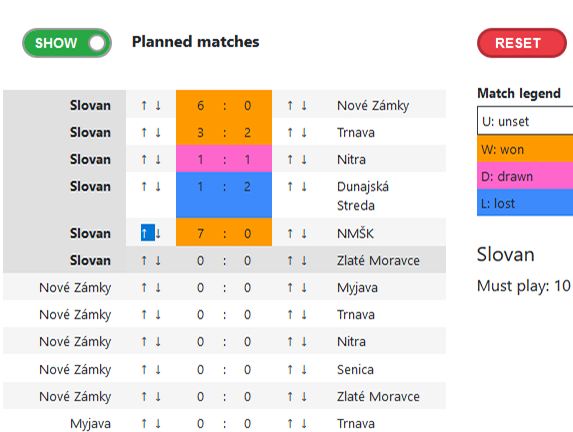 SHOW Planned matches RESET
Match legend
Slovan ↑ ↓ 6 : 0 ↑ ↓ Nové Zámky
U: unset
Slovan ↑ ↓ 3 : 2 ↑ ↓ Trnava
W: won
Slovan ↑ ↓ 1 : 1 ↑ ↓ Nitra
D: drawn
Slovan ↑ ↓ 1 : 2 ↑ ↓ Dunajská
Streda
L: lost
Slovan ↑ ↓ 7 : 0 ↑ ↓ NMŠK
Slovan
Slovan ↑ ↓ 0 : 0 ↑ ↓ Zlaté Moravce
Must play: 10
Nové Zámky ↑ ↓ 0 : 0 ↑ ↓ Myjava
Nové Zámky ↑ ↓ 0 : 0 ↑ ↓ Trnava
Nové Zámky ↑ ↓ 0 : 0 ↑ ↓ Nitra
Nové Zámky ↑ ↓ 0 : 0 ↑ ↓ Senica
Nové Zámky ↑ ↓ 0 : 0 ↑ ↓ Zlaté Moravce
Myjava ↑ ↓ 0 : 0 ↑ ↓ Trnava